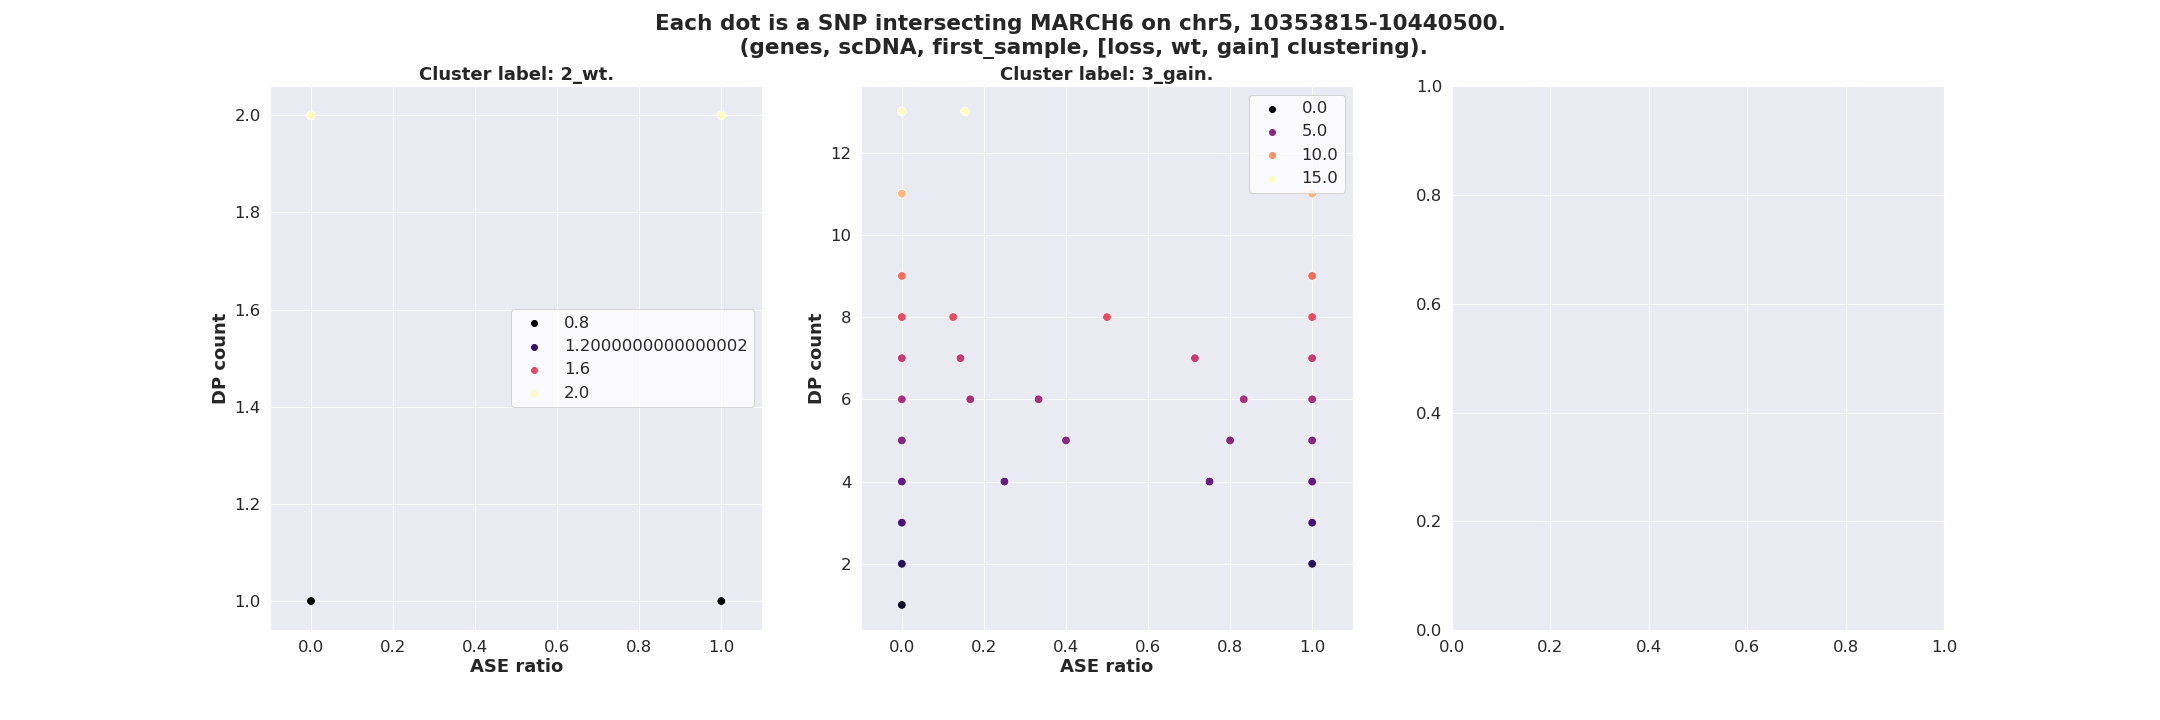 Each dot is a SNP intersecting MARCH6 on chr5, 10353815-10440500.
(genes, scDNA, first_sample, [loss, wt, gain] clustering).
Cluster label: 2_wt.
2.0
1.8
1.6
1.4
1.2
1.0
DP count
0.8
1.2000000000000002
1.6
2.0
0.0 0.2 0.4 0.6 0.8 1.0
ASE ratio
Cluster label: 3_gain.
12
10
8
6
4
2
DP count
0.0
5.0
10.0
15.0
0.0 0.2 0.4 0.6 0.8 1.0
ASE ratio
1.0
0.8
0.6
0.4
0.2
0.0
0.0 0.2 0.4 0.6 0.8 1.0